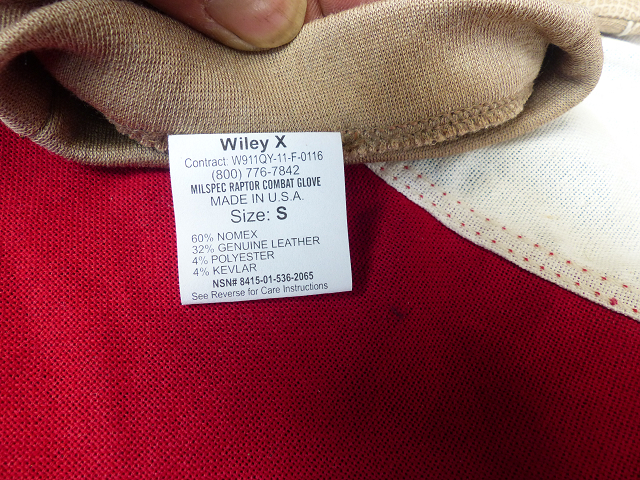 Wiley X
Contract: W911QY-11-F-0116
(800) 776-7842
MILSPEC RAPTOR COMBAT GLOVE
MADE IN U.S.A.
Size: S
60% NOMEX
32% GENUINE LEATHER
4% POLYESTER
4% KEVLAR
NSN# 8415-01-536-2065
See Reverse for Care Instructions